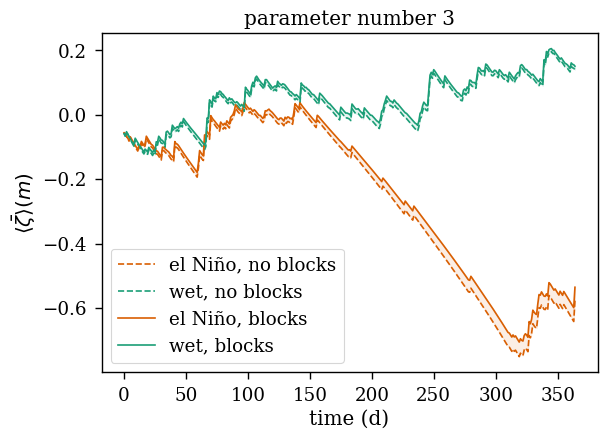 parameter number 3
⟨ζ̄⟩(m)
0.2
0.0
−0.2
−0.4
−0.6
el Niño, no blocks
wet, no blocks
el Niño, blocks
wet, blocks
0 50 100 150 200 250 300 350
time (d)